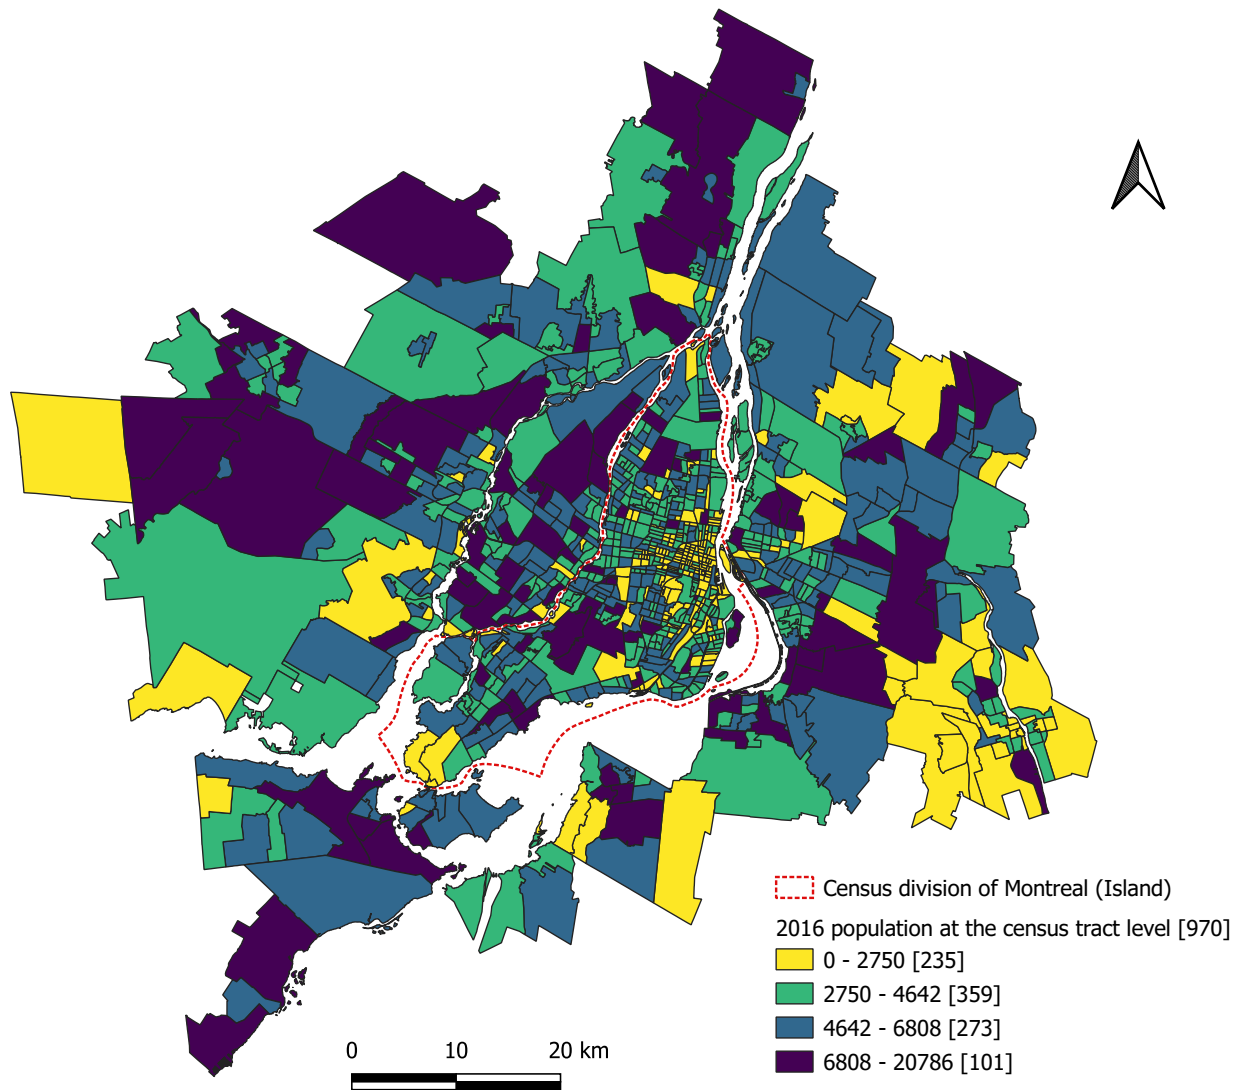 Census division of Montreal (Island)
2016 population at the census tract level [970]
0 - 2750 [235]
2750 - 4642 [359]
4642 - 6808 [273]
6808 - 20786 [101]
0 10 20 km